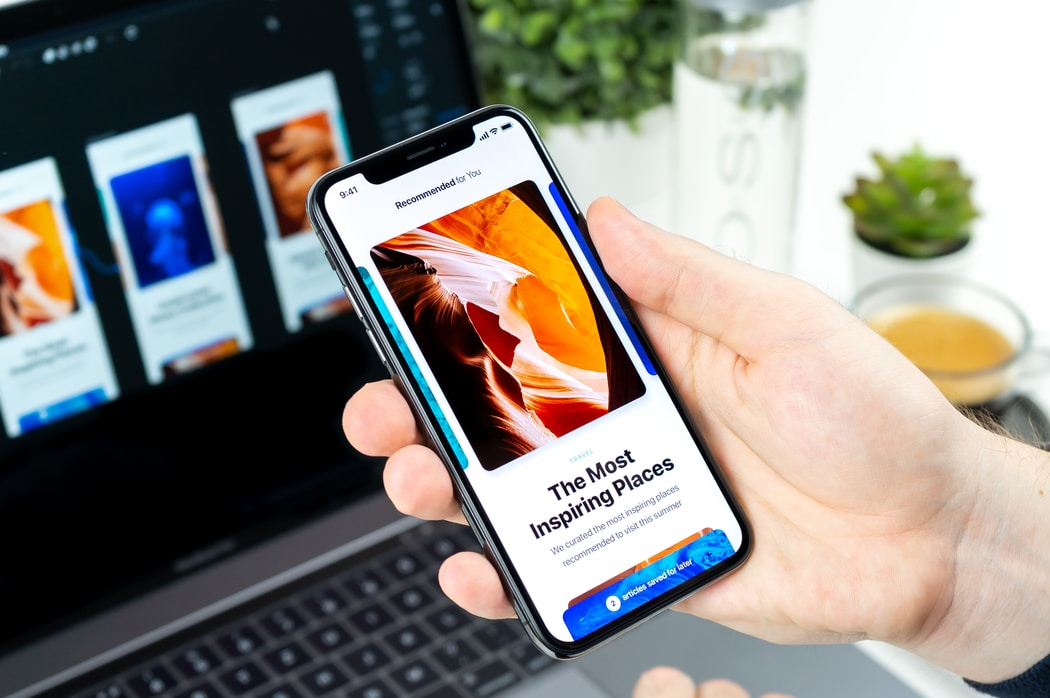 9:41
Recommended for You
TRAVEL
The Most
Inspiring Places
We curated the most inspiring places
recommended to visit this summer
2 articles saved for later